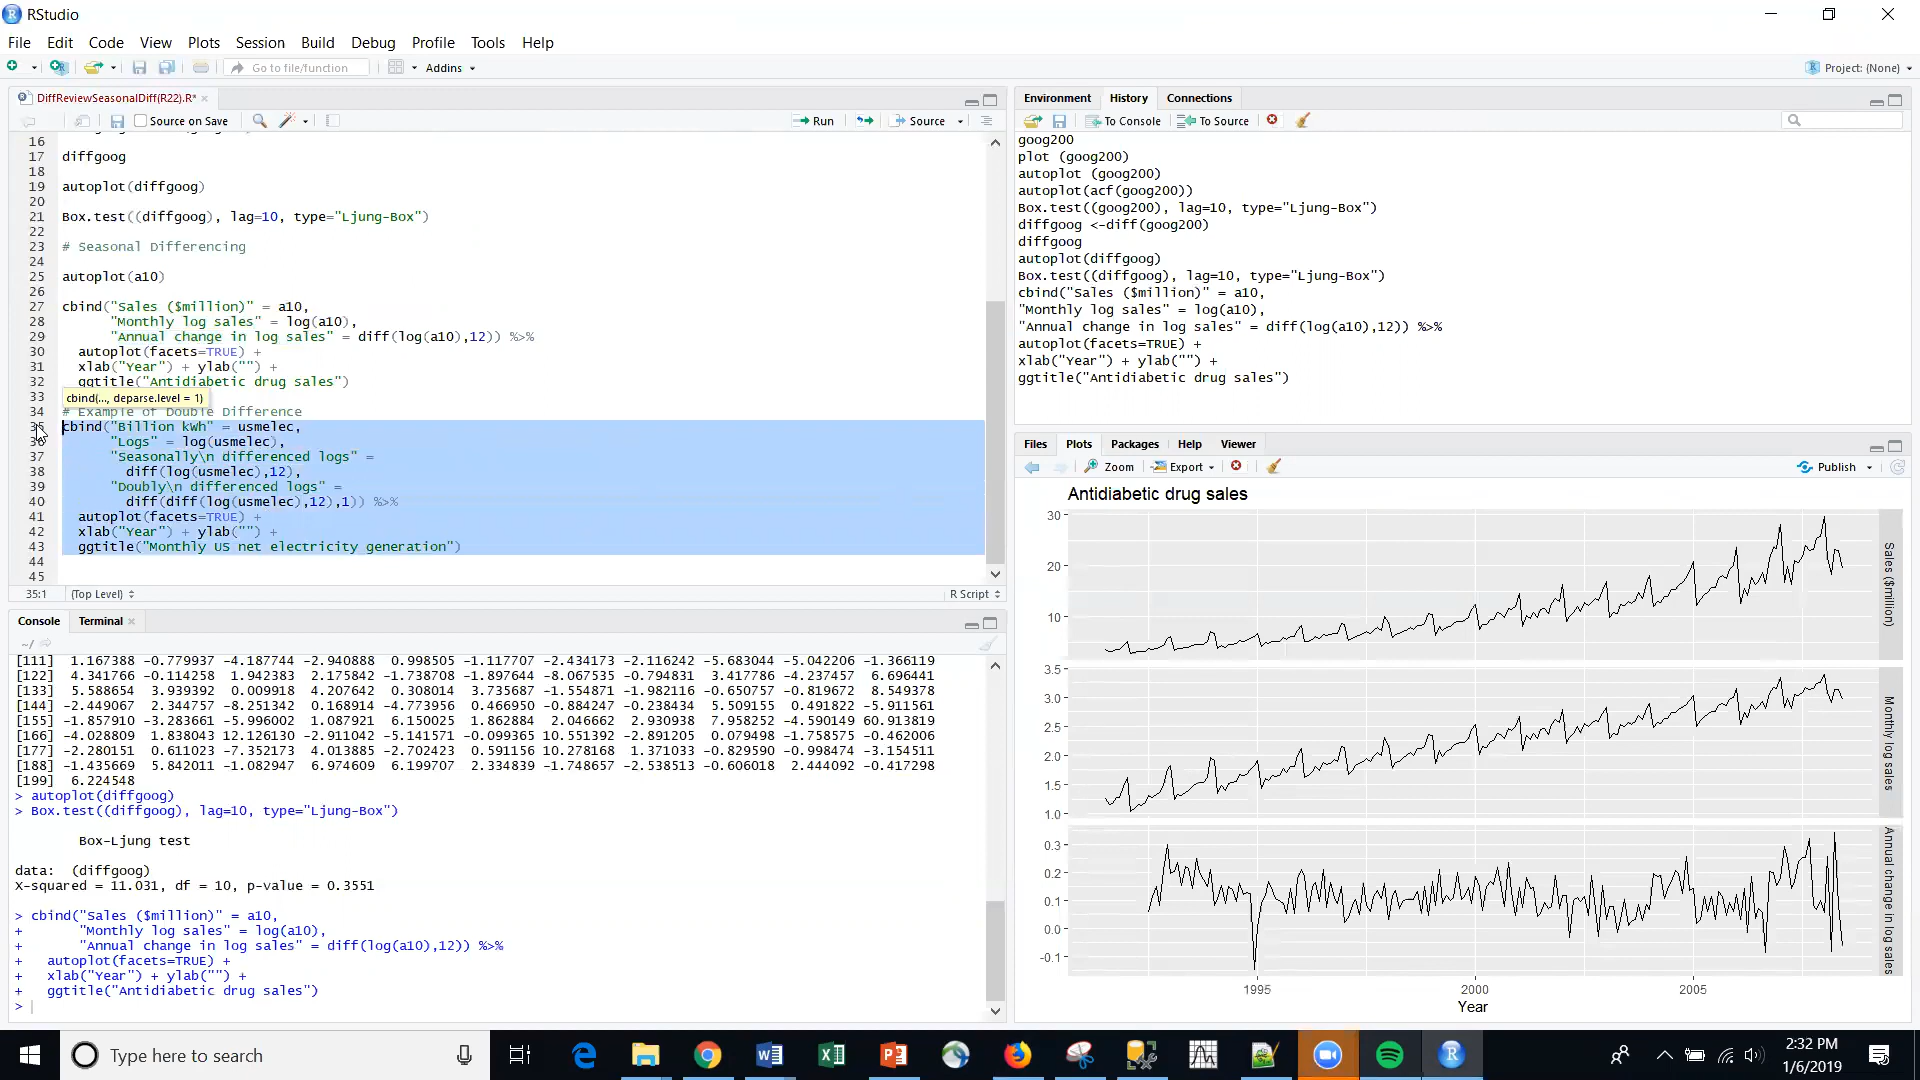 RStudio
File Edit Code View Plots Session Build Debug Profile Tools Help
Go to file/function Addins Project: (None)
DiffReviewSeasonalDiff(R22).R*
Source on Save Run Source
16
17 diffgoog
18
19 autoplot(diffgoog)
20
21 Box.test((diffgoog), lag=10, type="Ljung-Box")
22
23 # Seasonal Differencing
24
25 autoplot(a10)
26
27 cbind("Sales ($million)" = a10,
28 "Monthly log sales" = log(a10),
29 "Annual change in log sales" = diff(log(a10),12)) %>%
30 autoplot(facets=TRUE) +
31 xlab("Year") + ylab("") +
32 ggtitle("Antidiabetic drug sales")
33 cbind(..., deparse.level = 1)
34 # Example of Double Difference
35 cbind("Billion kWh" = usmelec,
36 "Logs" = log(usmelec),
37 "Seasonally\n differenced logs" =
38 diff(log(usmelec),12),
39 "Doubly\n differenced logs" =
40 diff(diff(log(usmelec),12),1)) %>%
41 autoplot(facets=TRUE) +
42 xlab("Year") + ylab("") +
43 ggtitle("Monthly US net electricity generation")
44
45
35:1 (Top Level) R Script
Console Terminal
~/
[111] 1.167388 -0.779937 -4.187744 -2.940888 0.998505 -1.117707 -2.434173 -2.116242 -5.683044 -5.042206 -1.366119
[122] 4.341766 -0.114258 1.942383 2.175842 -1.738708 -1.897644 -8.067535 -0.794831 3.417786 -4.237457 6.696441
[133] 5.588654 3.939392 0.009918 4.207642 0.308014 3.735687 -1.554871 -1.982116 -0.650757 -0.819672 8.549378
[144] -2.449067 2.344757 -8.251342 0.168914 -4.773956 0.466950 -0.884247 -0.238434 5.509155 0.491822 -5.911561
[155] -1.857910 -3.283661 -5.996002 1.087921 6.150025 1.862884 2.046662 2.930938 7.958252 -4.590149 60.913819
[166] -4.028809 1.838043 12.126130 -2.911042 -5.141571 -0.099365 10.551392 -2.891205 0.079498 -1.758575 -0.462006
[177] -2.280151 0.611023 -7.352173 4.013885 -2.702423 0.591156 10.278168 1.371033 -0.829590 -0.998474 -3.154511
[188] -1.435669 5.842011 -1.082947 6.974609 6.199707 2.334839 -1.748657 -2.538513 -0.606018 2.444092 -0.417298
[199] 6.224548
> autoplot(diffgoog)
> Box.test((diffgoog), lag=10, type="Ljung-Box")
Box-Ljung test
data: (diffgoog)
X-squared = 11.031, df = 10, p-value = 0.3551
> cbind("Sales ($million)" = a10,
+ "Monthly log sales" = log(a10),
+ "Annual change in log sales" = diff(log(a10),12)) %>%
+ autoplot(facets=TRUE) +
+ xlab("Year") + ylab("") +
+ ggtitle("Antidiabetic drug sales")
>
Environment History Connections
To Console To Source
goog200
plot (goog200)
autoplot (goog200)
autoplot(acf(goog200))
Box.test((goog200), lag=10, type="Ljung-Box")
diffgoog <-diff(goog200)
diffgoog
autoplot(diffgoog)
Box.test((diffgoog), lag=10, type="Ljung-Box")
cbind("Sales ($million)" = a10,
"Monthly log sales" = log(a10),
"Annual change in log sales" = diff(log(a10),12)) %>%
autoplot(facets=TRUE) +
xlab("Year") + ylab("") +
ggtitle("Antidiabetic drug sales")
Files Plots Packages Help Viewer
Zoom Export Publish
Antidiabetic drug sales
30
20
10
Sales ($million)
3.5
3.0
2.5
2.0
1.5
1.0
Monthly log sales
0.3
0.2
0.1
0.0
-0.1
Annual change in log sales
1995 2000 2005
Year
Type here to search
2:32 PM
1/6/2019